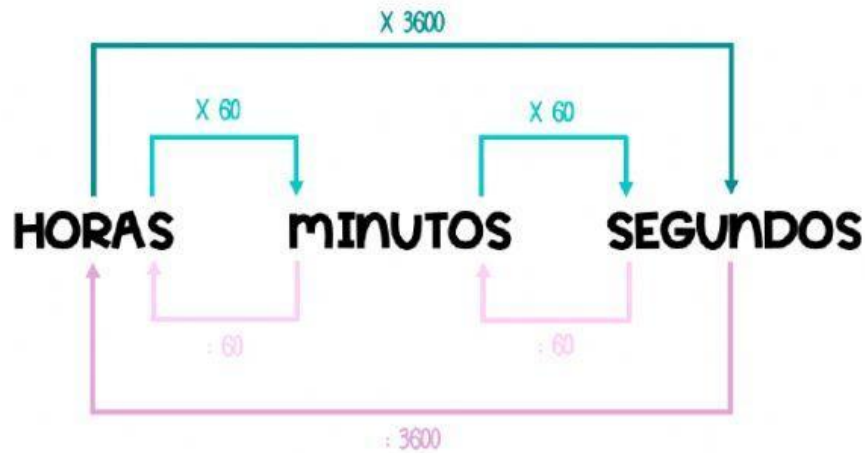 X 3600
X 60 X 60
HORAS MINUTOS SEGUNDOS
: 60 : 60
: 3600